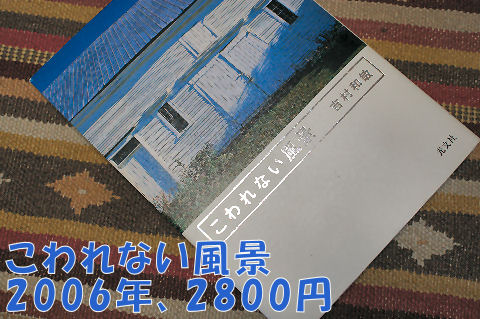 吉村和敏
こわれない風景
光文社
こわれない風景
2006年、2800円